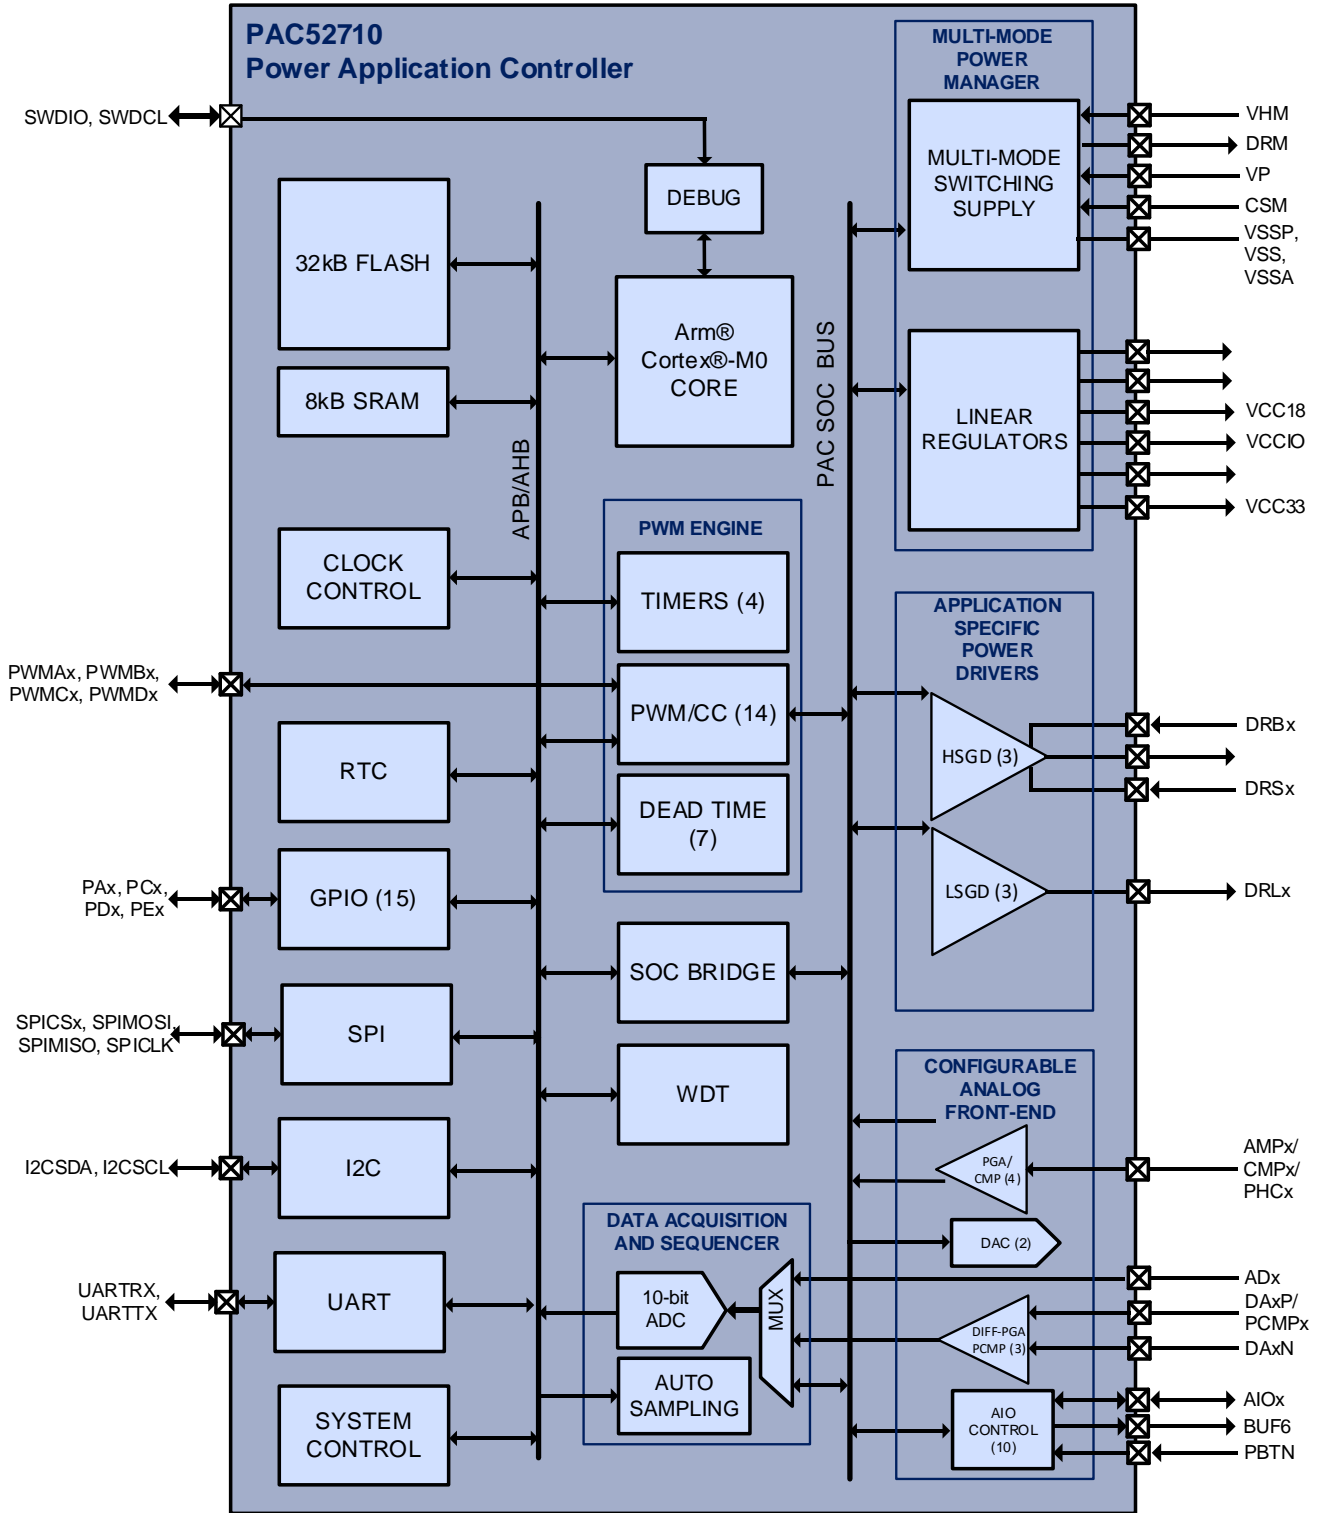 PAC52710
Power Application Controller
MULTI-MODE
POWER
MANAGER
SWDIO, SWDCL
DEBUG
32kB FLASH
Arm®
Cortex®-M0
CORE
8kB SRAM
APB/AHB
PAC SOC BUS
MULTI-MODE
SWITCHING
SUPPLY
VHM
DRM
VP
CSM
VSSP,
VSS,
VSSA
LINEAR
REGULATORS
VCC18
VCCIO
VCC33
CLOCK
CONTROL
PWM ENGINE
TIMERS (4)
PWMAx, PWMBx,
PWMCx, PWMDx
PWM/CC (14)
RTC
DEAD TIME
(7)
APPLICATION
SPECIFIC
POWER
DRIVERS
HSGD (3)
DRBx
DRSx
LSGD (3)
DRLx
PAx, PCx,
PDx, PEx
GPIO (15)
SOC BRIDGE
SPICSx, SPIMOSI,
SPIMISO, SPICLK
SPI
WDT
I2CSDA, I2CSCL
I2C
CONFIGURABLE
ANALOG
FRONT-END
PGA/
CMP (4)
AMPx/
CMPx/
PHCx
DAC (2)
DATA ACQUISITION
AND SEQUENCER
10-bit
ADC
MUX
AUTO
SAMPLING
UARTRX,
UARTTX
UART
SYSTEM
CONTROL
ADx
DIFF-PGA
PCMP (3)
DAxP/
PCMPx
DAxN
AIO
CONTROL
(10)
AIOx
BUF6
PBTN